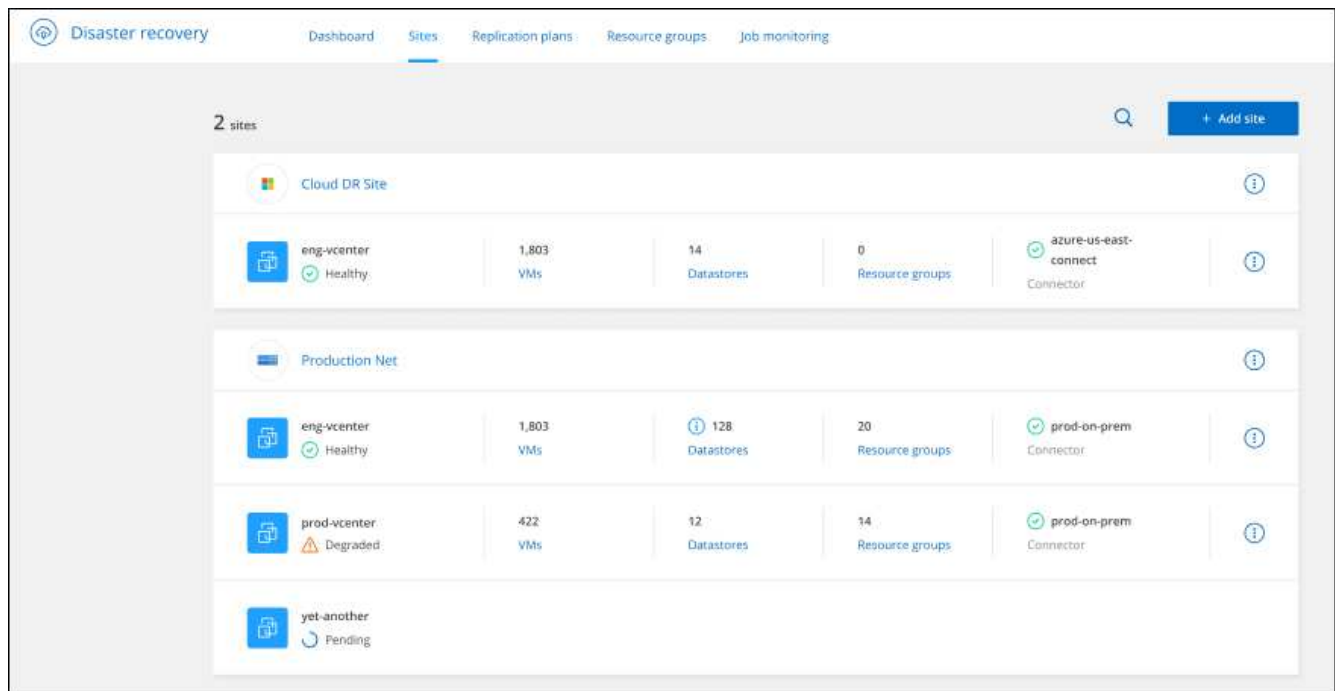 Disaster recovery
Dashboard
Sites
Replication plans
Resource groups
Job monitoring
2 sites
+ Add site
Cloud DR Site
eng-vcenter
Healthy
1,803
VMs
14
Datastores
0
Resource groups
azure-us-east-
connect
Connector
Production Net
eng-vcenter
Healthy
1,803
VMs
128
Datastores
20
Resource groups
prod-on-prem
Connector
prod-vcenter
Degraded
422
VMs
12
Datastores
14
Resource groups
prod-on-prem
Connector
yet-another
Pending